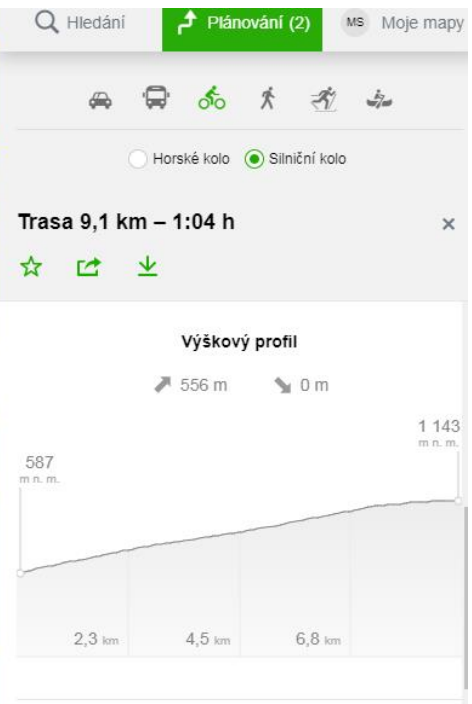 Hledání Plánování (2) MS Moje mapy
Horské kolo Silniční kolo
Trasa 9,1 km – 1:04 h ×
Výškový profil
556 m 0 m
1 143
m n. m.
587
m n. m.
2,3 km 4,5 km 6,8 km